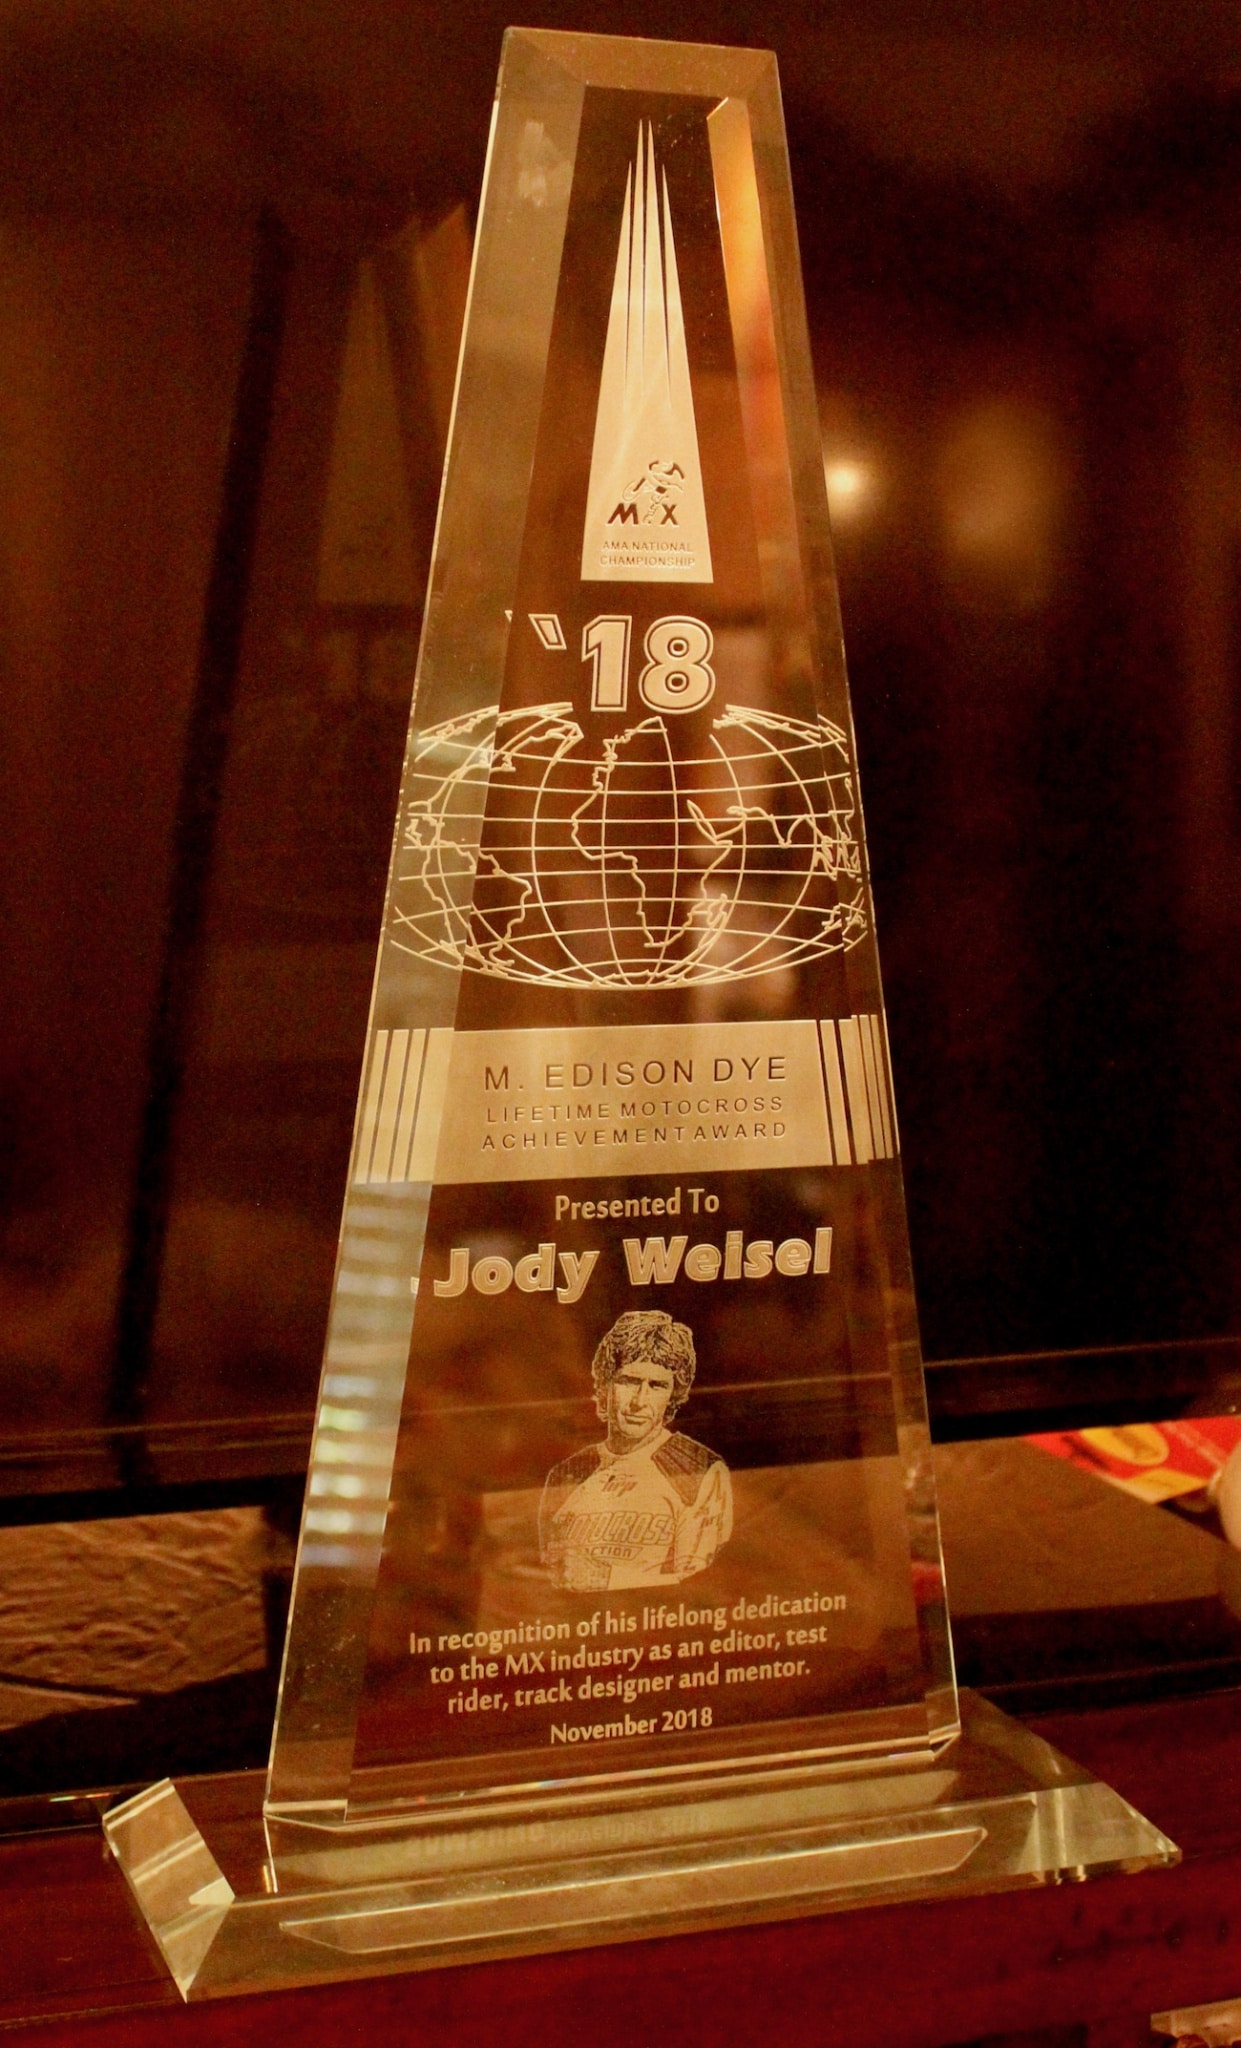 MX
AMA NATIONAL
CHAMPIONSHIP
'18
M. EDISON DYE
LIFETIME MOTOCROSS
ACHIEVEMENT AWARD
Presented To
Jody Weisel
ACTION
In recognition of his lifelong dedication
to the MX industry as an editor, test
rider, track designer and mentor.
November 2018